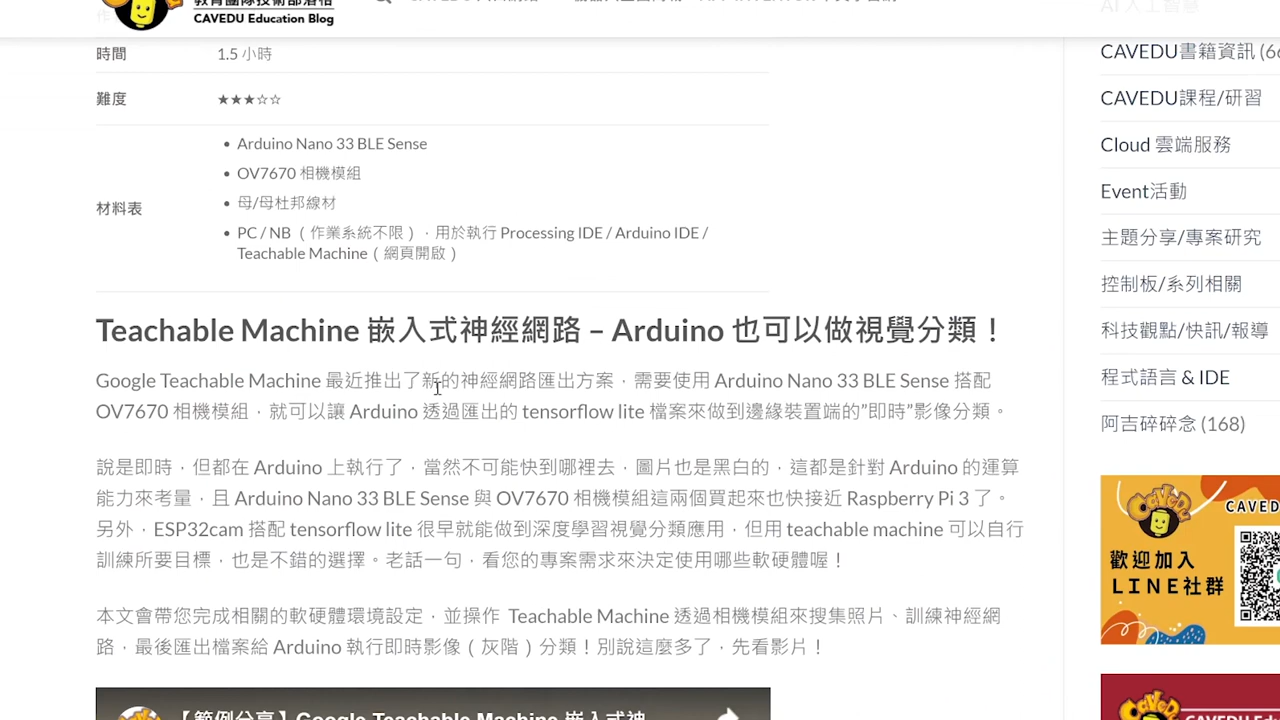 CAVEDU Education Blog
時間
1.5 小時
難度
★★★☆☆
材料表
• Arduino Nano 33 BLE Sense
• OV7670 相機模組
• 母/母杜邦線材
• PC / NB（作業系統不限），用於執行 Processing IDE / Arduino IDE /
Teachable Machine（網頁開啟）
Teachable Machine 嵌入式神經網路 – Arduino 也可以做視覺分類！
Google Teachable Machine 最近推出了新的神經網路匯出方案，需要使用 Arduino Nano 33 BLE Sense 搭配
OV7670 相機模組，就可以讓 Arduino 透過匯出的 tensorflow lite 檔案來做到邊緣裝置端的”即時”影像分類。
說是即時，但都在 Arduino 上執行了，當然不可能快到哪裡去，圖片也是黑白的，這都是針對 Arduino 的運算
能力來考量，且 Arduino Nano 33 BLE Sense 與 OV7670 相機模組這兩個買起來也快接近 Raspberry Pi 3 了。
另外，ESP32cam 搭配 tensorflow lite 很早就能做到深度學習視覺分類應用，但用 teachable machine 可以自行
訓練所要目標，也是不錯的選擇。老話一句，看您的專案需求來決定使用哪些軟硬體喔！
本文會帶您完成相關的軟硬體環境設定，並操作 Teachable Machine 透過相機模組來搜集照片、訓練神經網
路，最後匯出檔案給 Arduino 執行即時影像（灰階）分類！別說這麼多了，先看影片！
【範例分享】Google Teachable Machine 嵌入式神
AI 人工智慧
CAVEDU書籍資訊 (66
CAVEDU課程/研習
Cloud 雲端服務
Event活動
主題分享/專案研究
控制板/系列相關
科技觀點/快訊/報導
程式語言 & IDE
阿吉碎碎念 (168)
CAVEDU
CAVED
歡迎加入
LINE社群